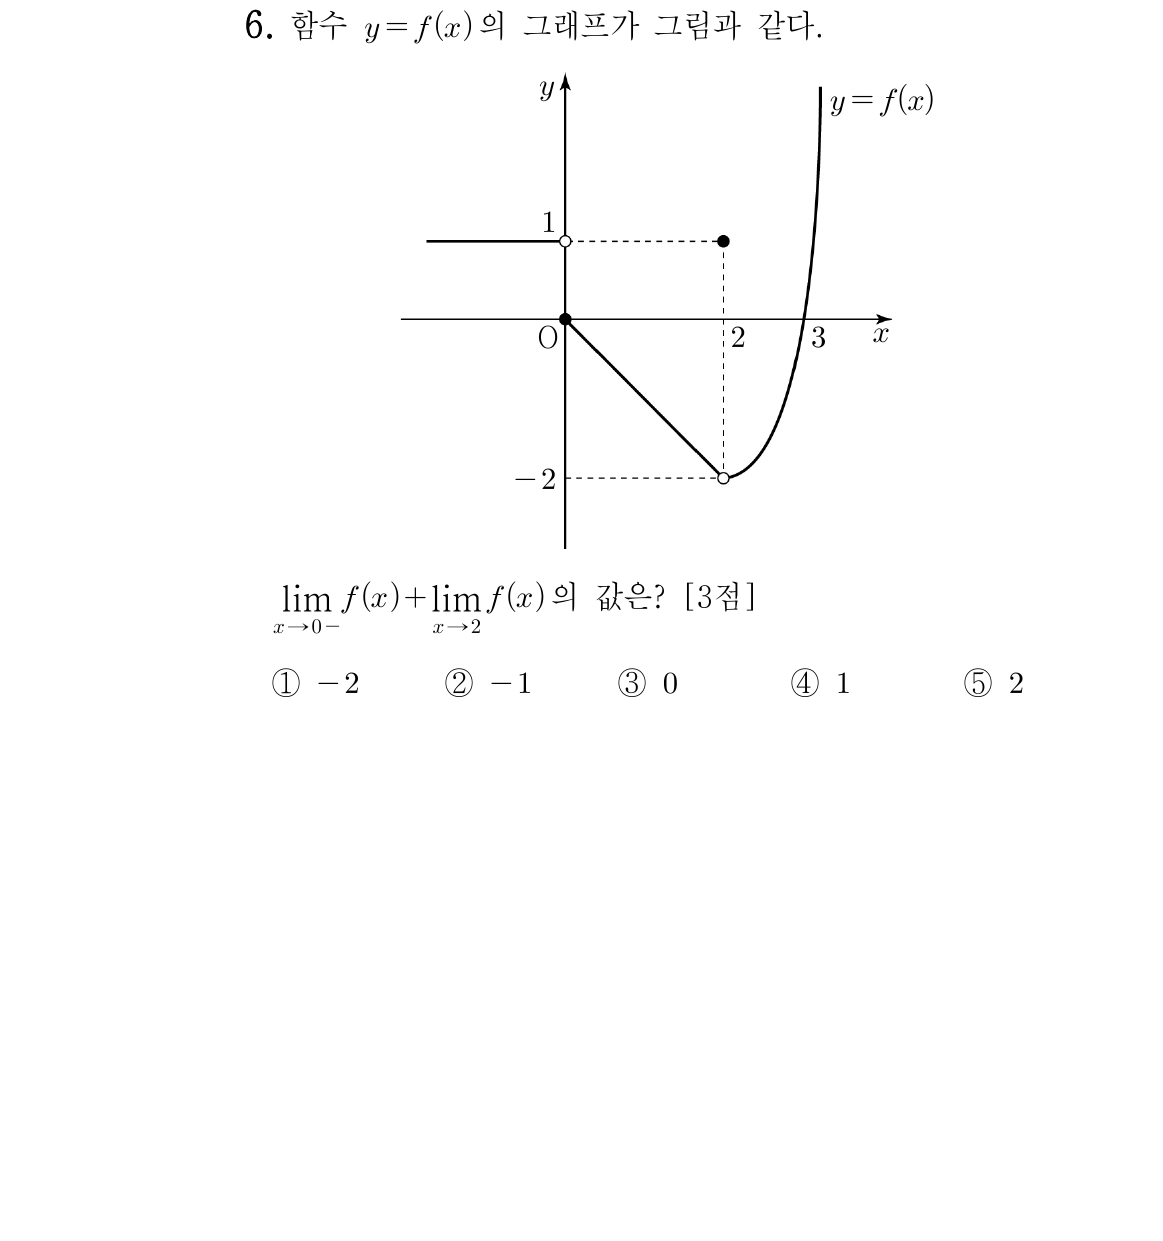 6. 함수 y=f(x)의 그래프가 그림과 같다.
y
y=f(x)
1
O
2
3
x
−2
lim f(x)+lim f(x)의 값은? [3점]
x→0− x→2
① −2 ② −1 ③ 0 ④ 1 ⑤ 2